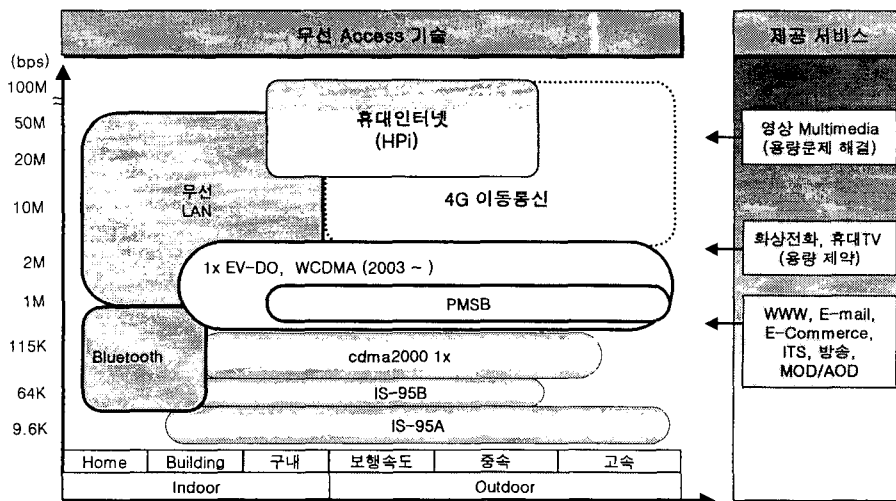 무선 Access 기술
제공 서비스
(bps)
100M
50M
20M
10M
2M
1M
115K
64K
9.6K
휴대인터넷
(HPi)
무선
LAN
4G 이동통신
1x EV-DO, WCDMA (2003 ~ )
PMSB
Bluetooth
cdma2000 1x
IS-95B
IS-95A
영상 Multimedia
(용량문제 해결)
화상전화, 휴대TV
(용량 제약)
WWW, E-mail,
E-Commerce,
ITS, 방송,
MOD/AOD
Home
Building
구내
보행속도
중속
고속
Indoor
Outdoor